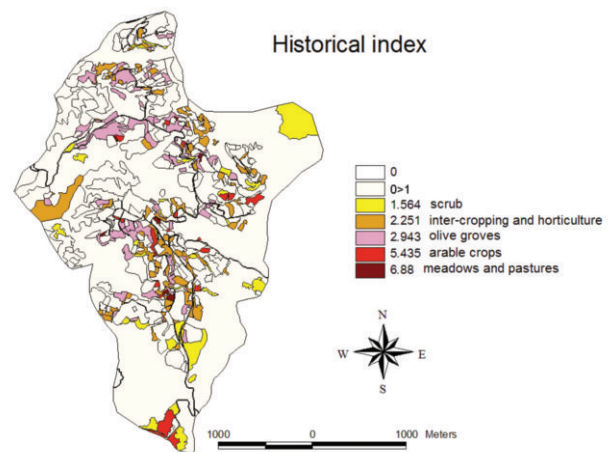 Historical index
0
0>1
1.564 scrub
2.251 inter-cropping and horticulture
2.943 olive groves
5.435 arable crops
6.88 meadows and pastures
N
W E
S
1000 0 1000 Meters